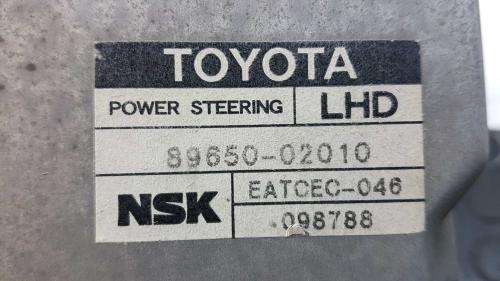 TOYOTA
POWER STEERING LHD
89650-02010
NSK EATCEC-046
098788